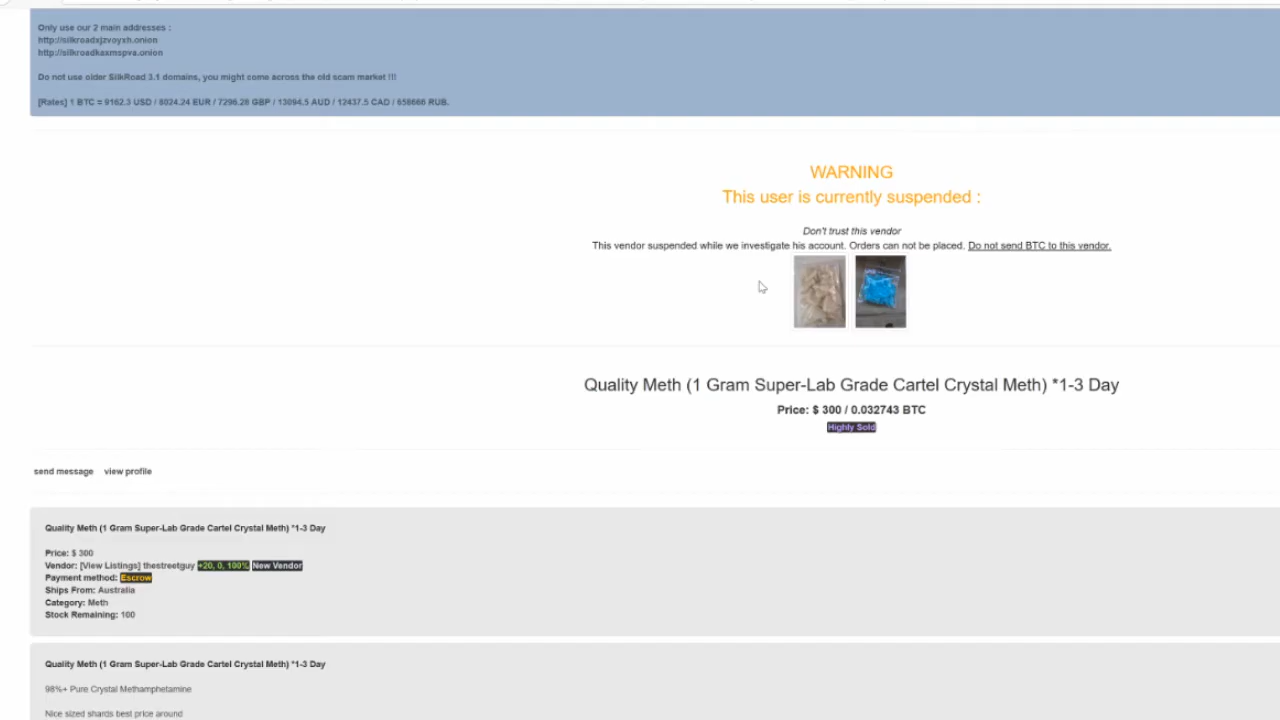 Only use our 2 main addresses :
http://silkroadxjzvoyxh.onion
http://silkroadkaxmspva.onion
Do not use older SilkRoad 3.1 domains, you might come across the old scam market !!!
[Rates] 1 BTC = 9162.3 USD / 8024.24 EUR / 7296.28 GBP / 13094.5 AUD / 12437.5 CAD / 658666 RUB.
WARNING
This user is currently suspended :
Don't trust this vendor
This vendor suspended while we investigate his account. Orders can not be placed. Do not send BTC to this vendor.
Quality Meth (1 Gram Super-Lab Grade Cartel Crystal Meth) *1-3 Day
Price: $ 300 / 0.032743 BTC
Highly Sold
send message view profile
Quality Meth (1 Gram Super-Lab Grade Cartel Crystal Meth) *1-3 Day
Price: $ 300
Vendor: [View Listings] thestreetguy +20, 0, 100% New Vendor
Payment method: Escrow
Ships From: Australia
Category: Meth
Stock Remaining: 100
Quality Meth (1 Gram Super-Lab Grade Cartel Crystal Meth) *1-3 Day
98%+ Pure Crystal Methamphetamine
Nice sized shards best price around